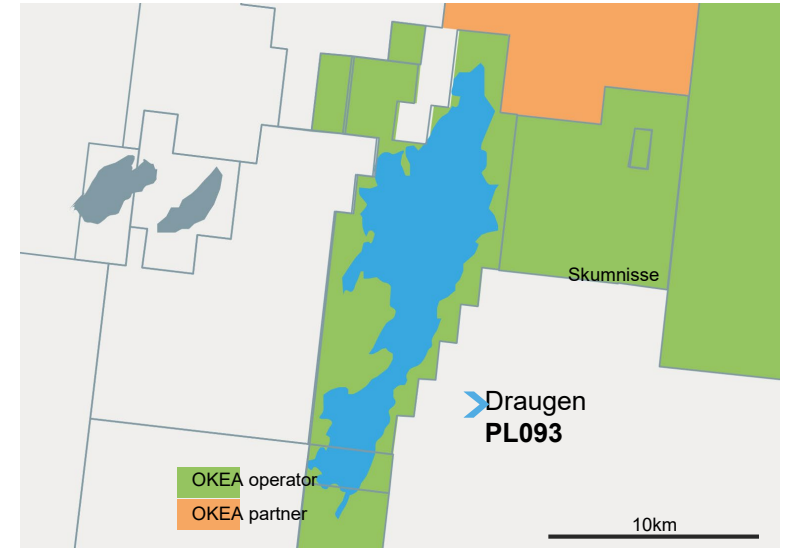 Skumnisse
Draugen
PL093
OKEA operator
OKEA partner
10km